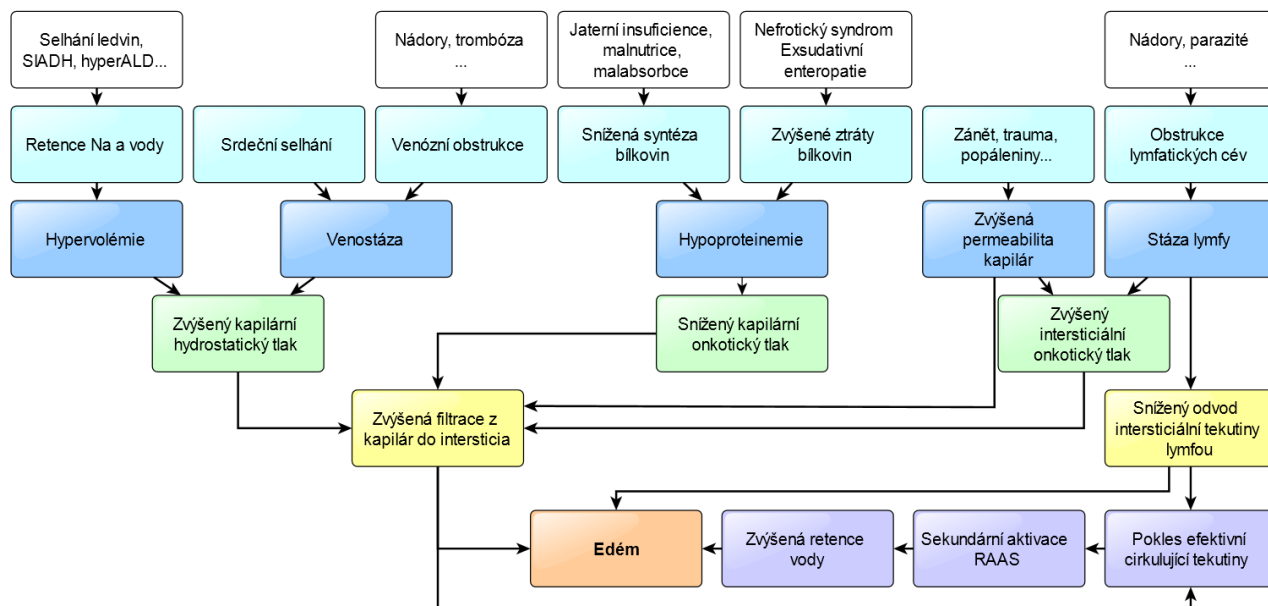 Selhání ledvin,
SIADH, hyperALD...
Nádory, trombóza
...
Jaterní insuficience,
malnutrice,
malabsorbce
Nefrotický syndrom
Exsudativní
enteropatie
Nádory, parazité
...
Retence Na a vody
Srdeční selhání
Venózní obstrukce
Snížená syntéza
bílkovin
Zvýšené ztráty
bílkovin
Zánět, trauma,
popáleniny...
Obstrukce
lymfatických cév
Hypervolémie
Venostáza
Hypoproteinemie
Zvýšená
permeabilita
kapilár
Stáza lymfy
Zvýšený kapilární
hydrostatický tlak
Snížený kapilární
onkotický tlak
Zvýšený
intersticiální
onkotický tlak
Zvýšená filtrace z
kapilár do intersticia
Snížený odvod
intersticiální tekutiny
lymfou
Edém
Zvýšená retence
vody
Sekundární aktivace
RAAS
Pokles efektivní
cirkulující tekutiny